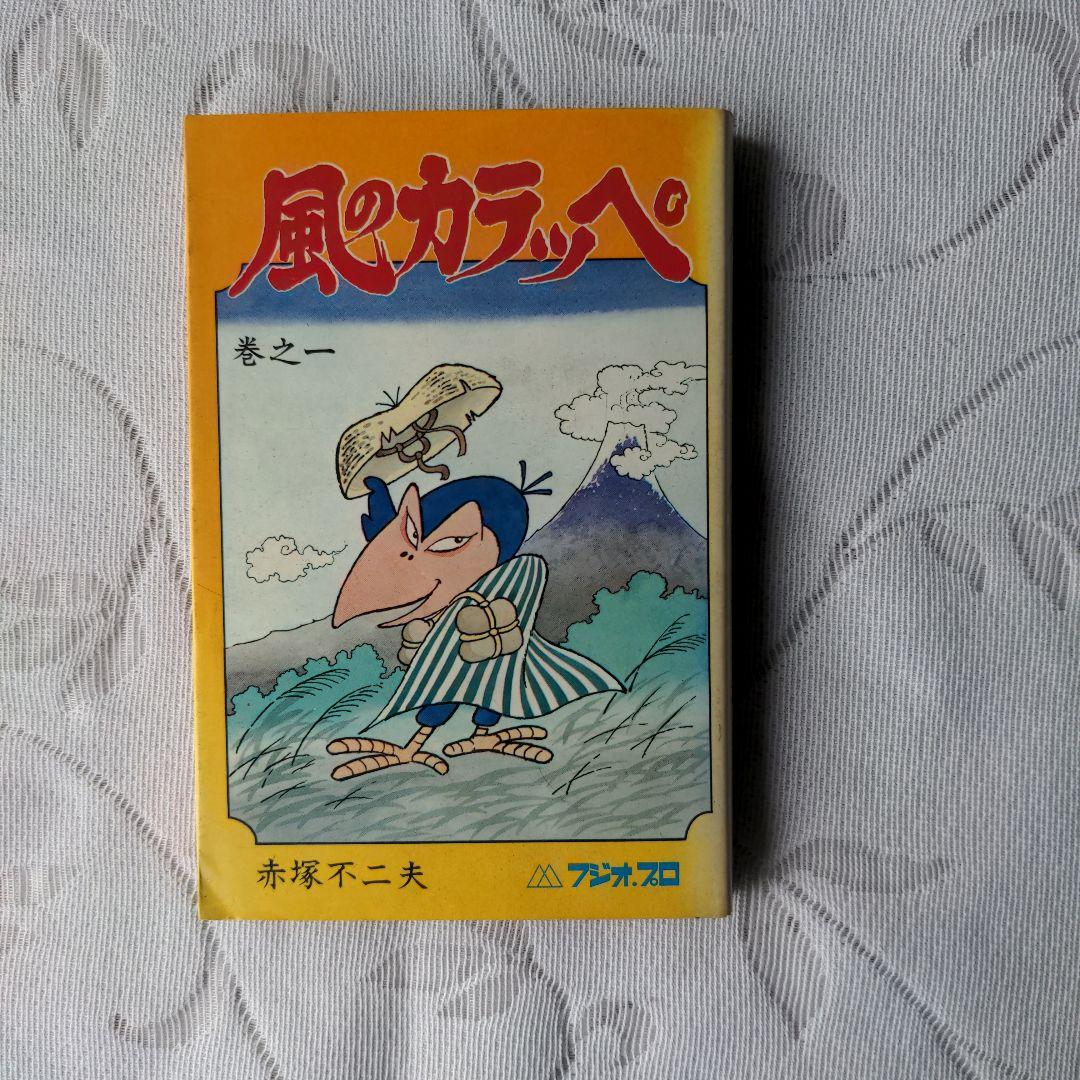 風のカラッペ
巻之一
赤塚不二夫
フジオ.プロ